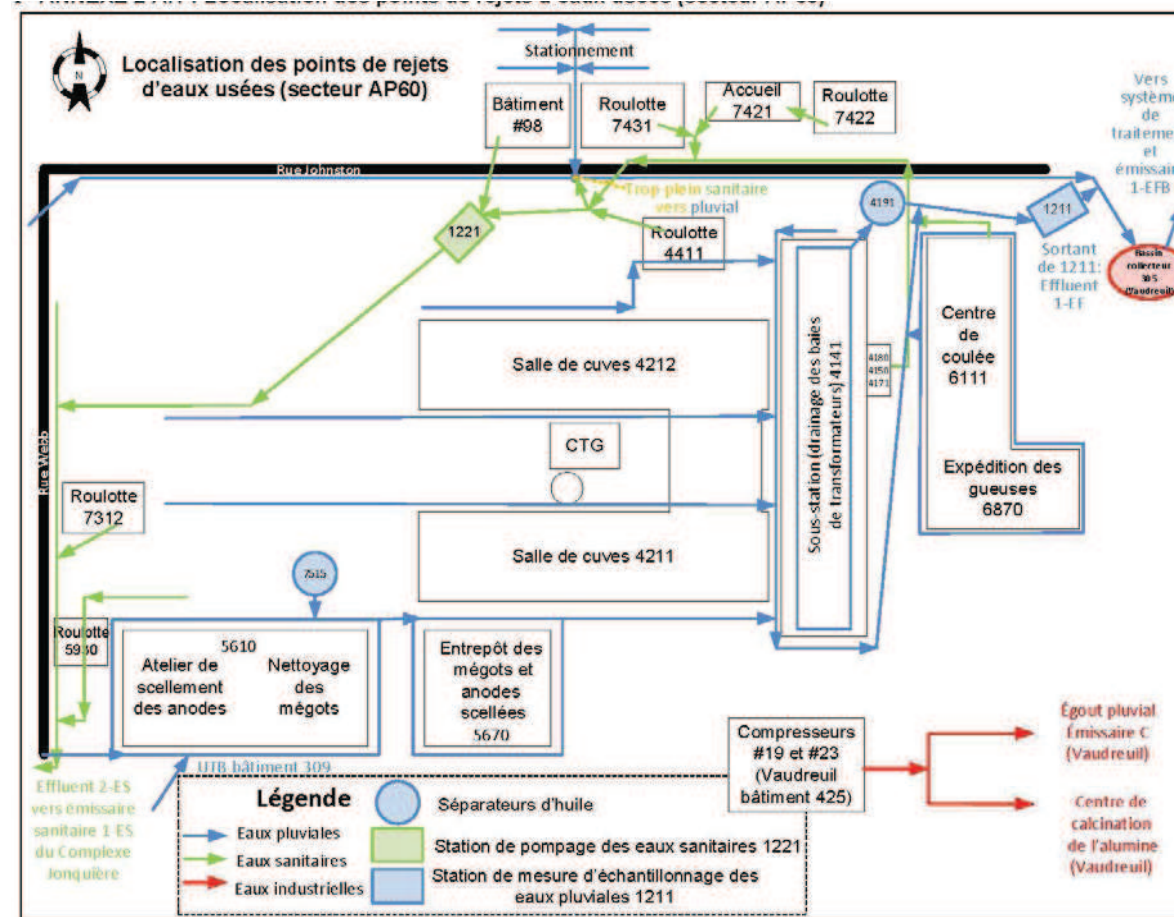 Localisation des points de rejets
d'eaux usées (secteur AP60)
N
Stationnement
Bâtiment
#98
Roulotte
7431
Accueil
7421
Roulotte
7422
Vers
système
de
traitement
et
émissaire
1-EFB
Rue Johnston
Trop-plein sanitaire
vers pluvial
1221
Roulotte
4411
4191
1211
Sortant
de 1211:
Effluent
1-EF
Bassin
collecteur
305
(Vaudreuil)
Salle de cuves 4212
Sous-station (drainage des baies
de transformateurs) 4141
4180
4150
4171
Centre
de
coulée
6111
CTG
Rue Webb
Roulotte
7312
Expédition des
gueuses
6870
Salle de cuves 4211
7515
Roulotte
5930
5610
Atelier de
scellement
des anodes
Nettoyage
des
mégots
Entrepôt des
mégots et
anodes
scellées
5670
UTB bâtiment 309
Effluent 2-ES
vers émissaire
sanitaire 1-ES
du Complexe
Jonquière
Compresseurs
#19 et #23
(Vaudreuil
bâtiment 425)
Égout pluvial
Émissaire C
(Vaudreuil)
Centre de
calcination
de l'alumine
(Vaudreuil)
Légende
Eaux pluviales
Eaux sanitaires
Eaux industrielles
Séparateurs d'huile
Station de pompage des eaux sanitaires 1221
Station de mesure d'échantillonnage des
eaux pluviales 1211